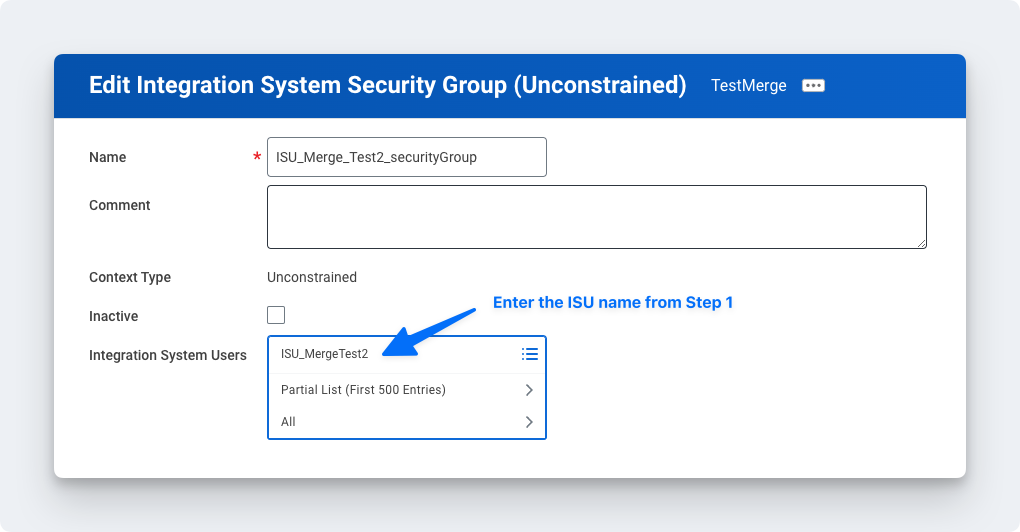 Edit Integration System Security Group (Unconstrained) TestMerge
Name * ISU_Merge_Test2_securityGroup
Comment
Context Type Unconstrained
Enter the ISU name from Step 1
Inactive
Integration System Users ISU_MergeTest2
Partial List (First 500 Entries)
All